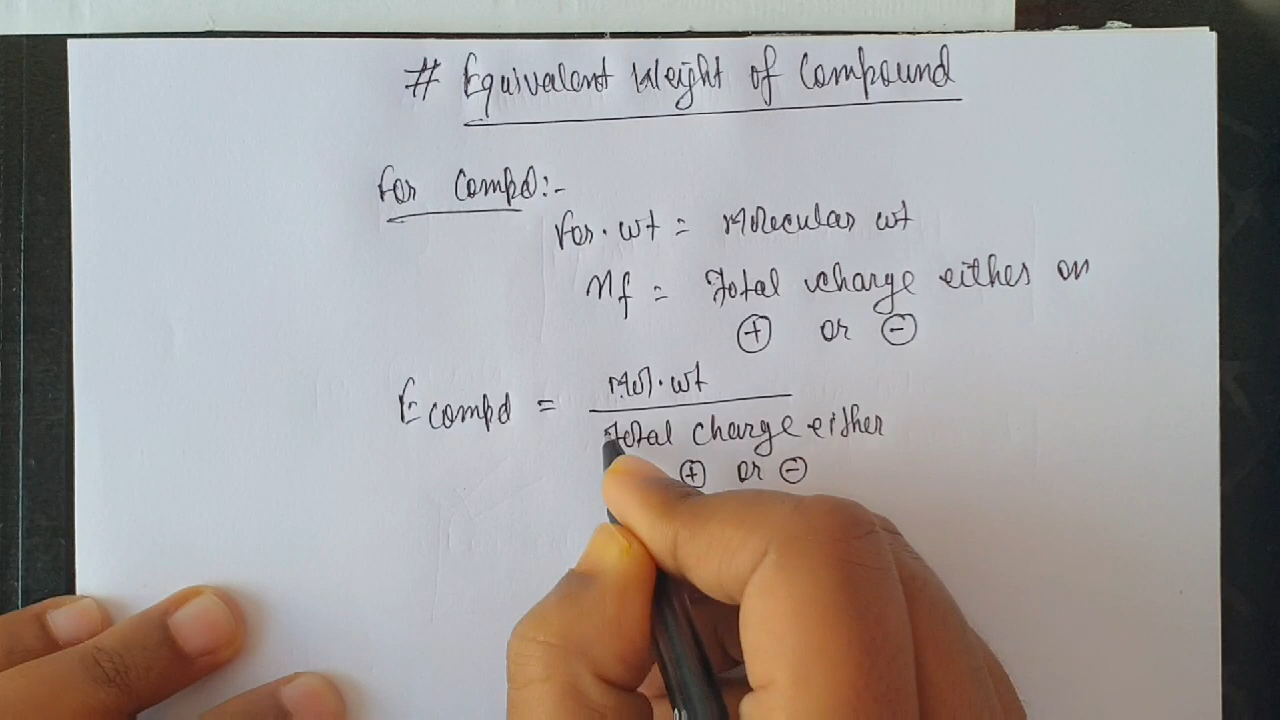 # Equivalent Weight of Compound
For Compd:-
For. wt = Molecular wt
nf = Total charge either on
⊕ or ⊖
E compd = Mol. wt
Total charge either
⊕ or ⊖